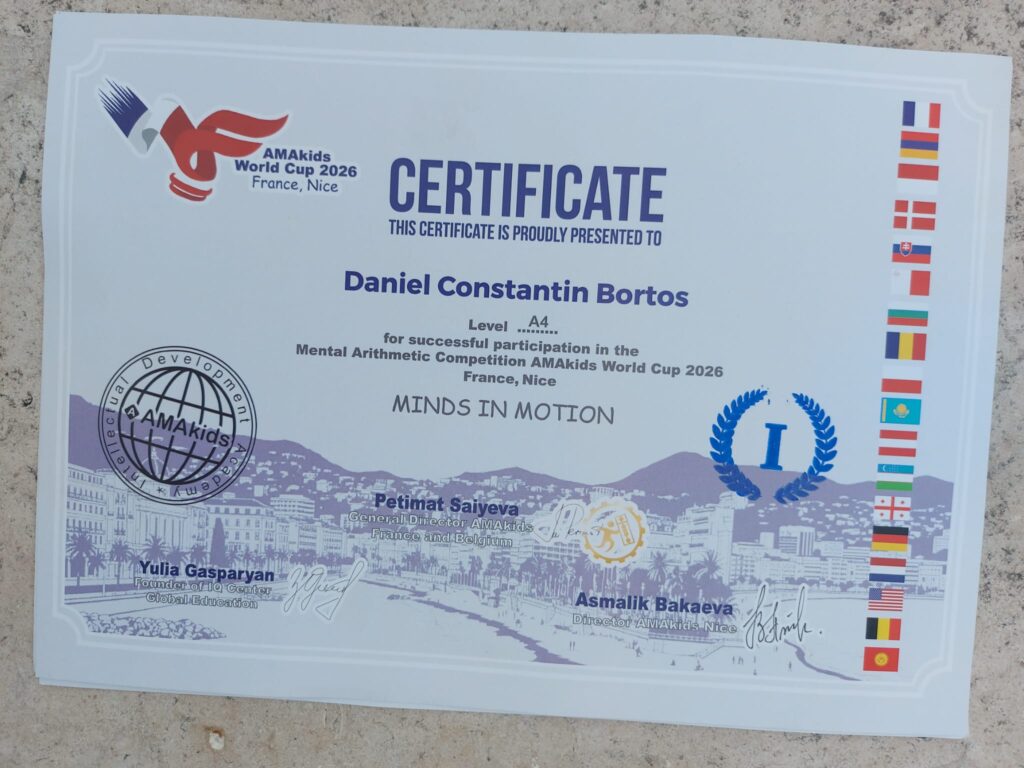 AMAkids
World Cup 2026
France, Nice
CERTIFICATE
THIS CERTIFICATE IS PROUDLY PRESENTED TO
Daniel Constantin Bortos
Level A4
for successful participation in the
Mental Arithmetic Competition AMAkids World Cup 2026
France, Nice
MINDS IN MOTION
Intellectual Development Academy
AMAkids
I
Petimat Saiyeva
General Director AMAkids
France and Belgium
Yulia Gasparyan
Founder of IQ Center
Global Education
Asmalik Bakaeva
Director AMAkids Nice